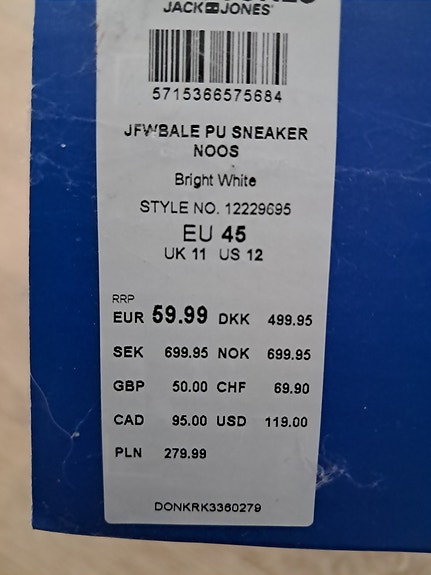 JACK JONES
5715366575684
JFWBALE PU SNEAKER
NOOS
Bright White
STYLE NO. 12229695
EU 45
UK 11 US 12
RRP
EUR 59.99 DKK 499.95
SEK 699.95 NOK 699.95
GBP 50.00 CHF 69.90
CAD 95.00 USD 119.00
PLN 279.99
DONKRK3360279